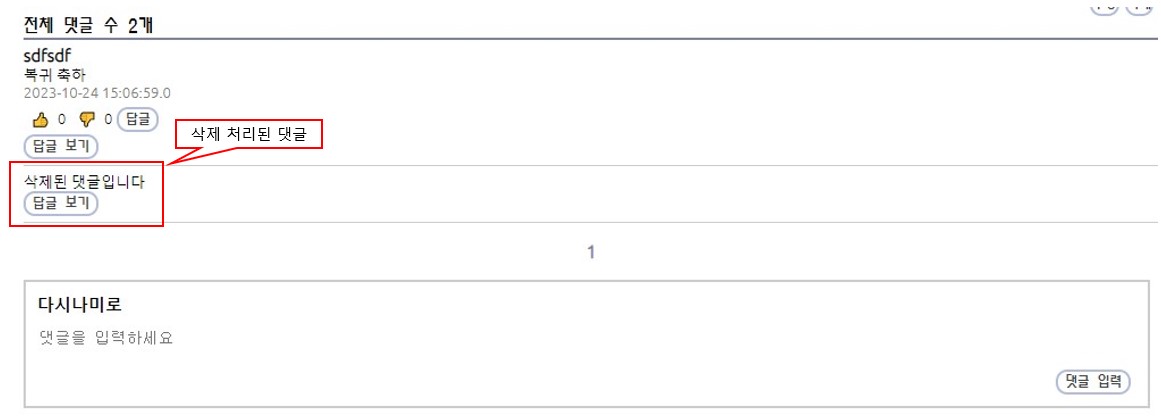 전체 댓글 수 2개
sdfsdf
복귀 축하
2023-10-24 15:06:59.0
0 0 답글
삭제 처리된 댓글
답글 보기
삭제된 댓글입니다
답글 보기
1
다시나미로
댓글을 입력하세요
댓글 입력